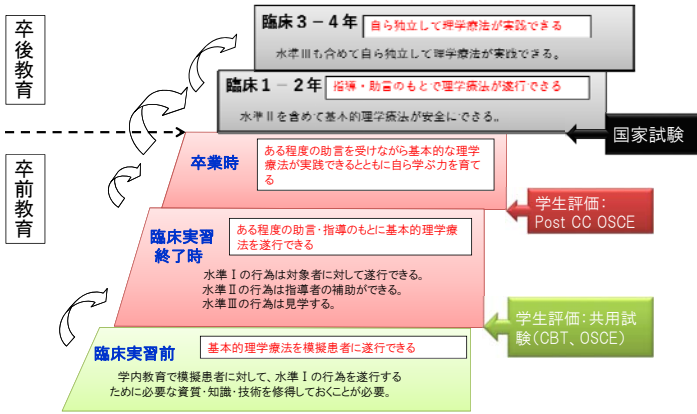 卒後教育
臨床3-4年
自ら独立して理学療法が実践できる
水準Ⅲも含めて自ら独立して理学療法が実践できる。
臨床1-2年
指導・助言のもとで理学療法が遂行できる
水準Ⅱを含めて基本的理学療法が安全にできる。
国家試験
卒前教育
卒業時
ある程度の助言を受けながら基本的な理学
療法が実践できるとともに自ら学ぶ力を育て
る
学生評価:
Post CC OSCE
臨床実習
終了時
ある程度の助言・指導のもとに基本的理学療
法を遂行できる
水準Ⅰの行為は対象者に対して遂行できる。
水準Ⅱの行為は指導者の補助ができる。
水準Ⅲの行為は見学する。
学生評価:共用試
験(CBT、OSCE)
臨床実習前
基本的理学療法を模擬患者に遂行できる
学内教育で模擬患者に対して、水準Ⅰの行為を遂行する
ために必要な資質・知識・技術を修得しておくことが必要。